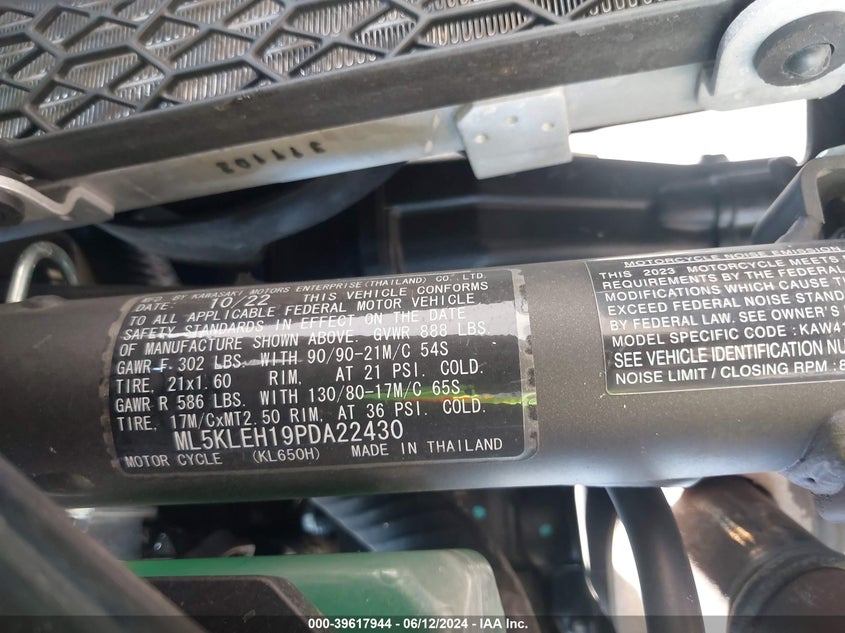 311103
MFG. BY KAWASAKI MOTORS ENTERPRISE(THAILAND) CO., LTD.
DATE: 10/22 THIS VEHICLE CONFORMS
TO ALL APPLICABLE FEDERAL MOTOR VEHICLE
SAFETY STANDARDS IN EFFECT ON THE DATE
OF MANUFACTURE SHOWN ABOVE. GVWR 888 LBS.
GAWR F 302 LBS. WITH 90/90-21M/C 54S
TIRE, 21x1.60 RIM, AT 21 PSI. COLD.
GAWR R 586 LBS. WITH 130/80-17M/C 65S
TIRE, 17M/CxMT2.50 RIM, AT 36 PSI. COLD.
ML5KLEH19PDA22430
MOTOR CYCLE (KL650H) MADE IN THAILAND
MOTORCYCLE NOISE EMISSION
THIS 2023 MOTORCYCLE MEETS
REQUIREMENTS BY THE FEDERAL
MODIFICATIONS WHICH CAUSE
EXCEED FEDERAL NOISE
BY FEDERAL LAW. SEE OWNER'S
MODEL SPECIFIC CODE :
SEE VEHICLE IDENTIFICATION
NOISE LIMIT / CLOSING RPM :
000-39617944 - 06/12/2024 - IAA Inc.